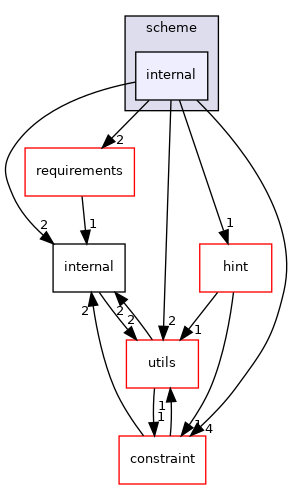 scheme
internal
2
requirements
1
2
1
internal
hint
2
2
2
1
2
utils
1
1
1
4
constraint